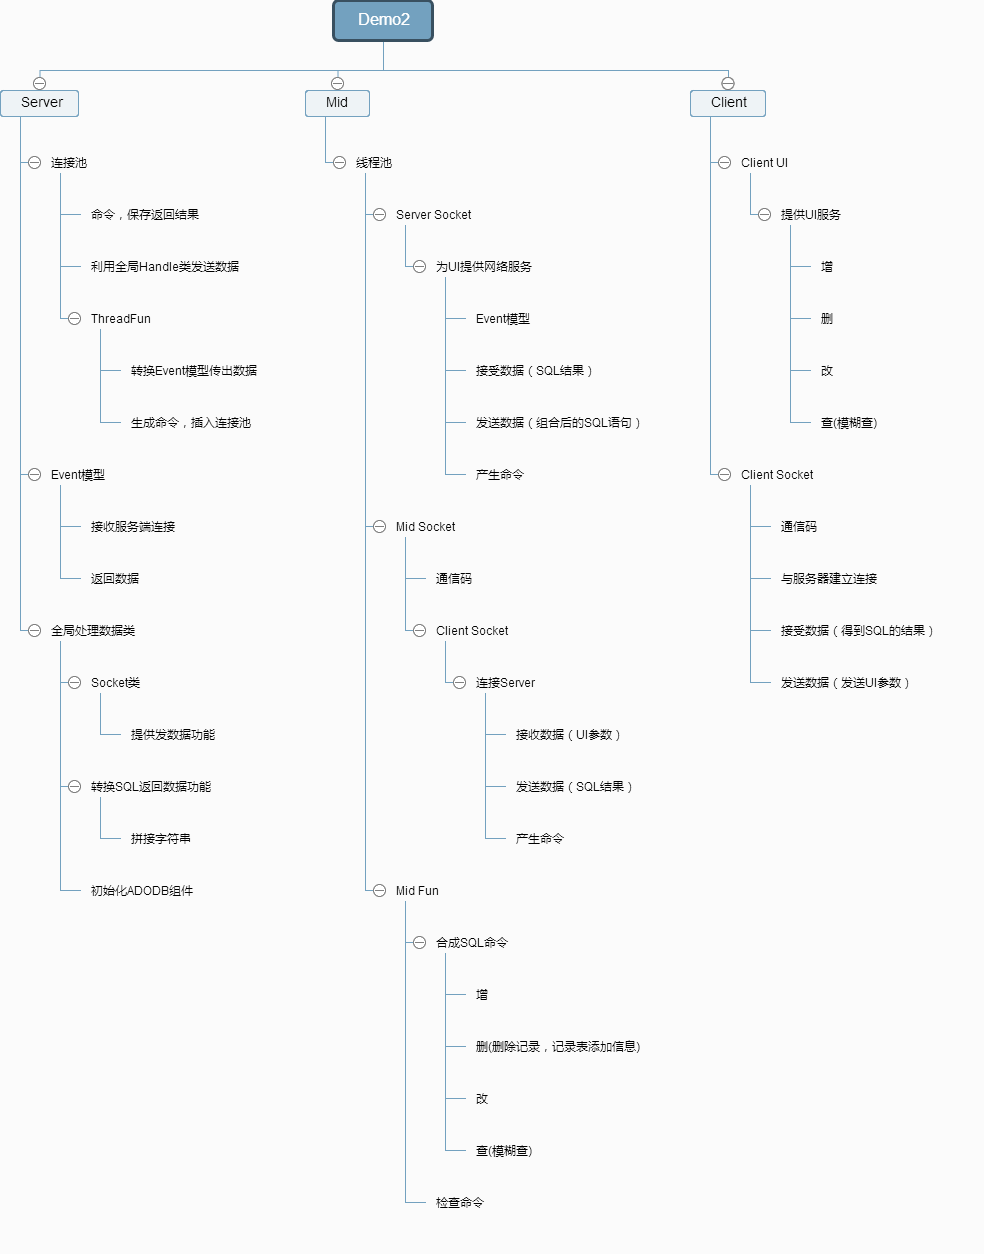 Demo2
Server
连接池
命令，保存返回结果
利用全局Handle类发送数据
ThreadFun
转换Event模型传出数据
生成命令，插入连接池
Event模型
接收服务端连接
返回数据
全局处理数据类
Socket类
提供发数据功能
转换SQL返回数据功能
拼接字符串
初始化ADODB组件
Mid
线程池
Server Socket
为UI提供网络服务
Event模型
接受数据（SQL结果）
发送数据（组合后的SQL语句）
产生命令
Mid Socket
通信码
Client Socket
连接Server
接收数据（UI参数）
发送数据（SQL结果）
产生命令
Mid Fun
合成SQL命令
增
删(删除记录，记录表添加信息)
改
查(模糊查)
检查命令
Client
Client UI
提供UI服务
增
删
改
查(模糊查)
Client Socket
通信码
与服务器建立连接
接受数据（得到SQL的结果）
发送数据（发送UI参数）